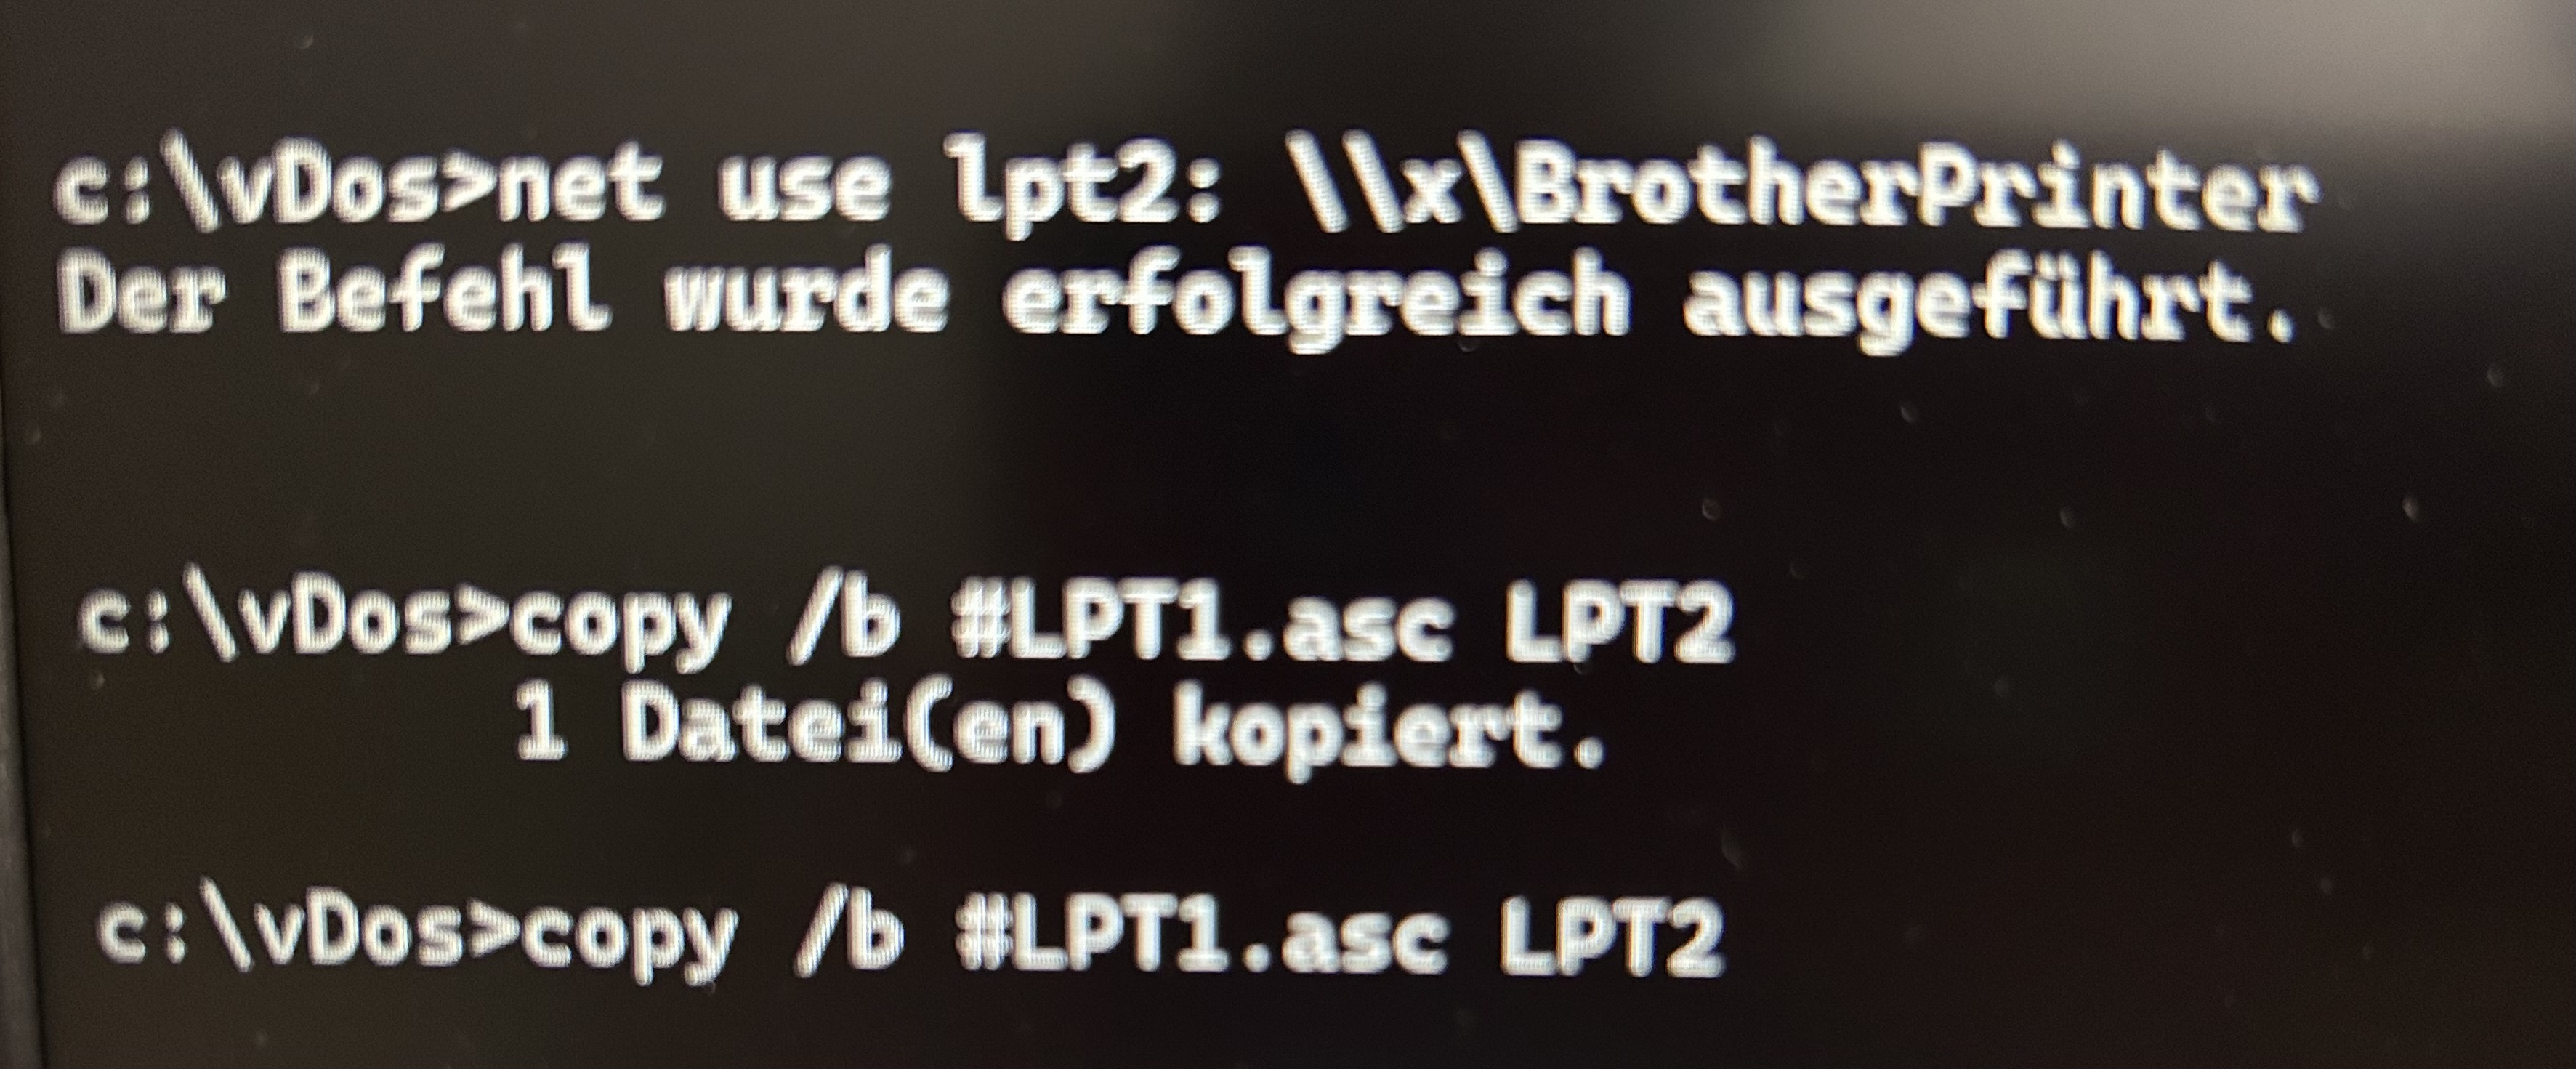 c:\vDos>net use lpt2: \\x\BrotherPrinter
Der Befehl wurde erfolgreich ausgeführt.
c:\vDos>copy /b #LPT1.asc LPT2
1 Datei(en) kopiert.
c:\vDos>copy /b #LPT1.asc LPT2